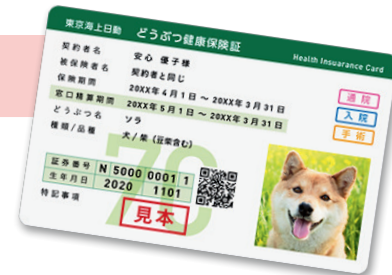 東京海上日動 どうぶつ健康保険証 Health Insuarance Card
契約者名 安心 優子様
被保険者名 契約者と同じ
保険期間 20XX年4月1日 ~ 20XX年3月31日
窓口精算期間 20XX年5月1日 ~ 20XX年3月31日
どうぶつ名 ソラ
種類/品種 犬/柴(豆柴含む)
通院
入院
手術
70
証券番号 N 5000 0001 1
生年月日 2020 1101
特記事項
見本